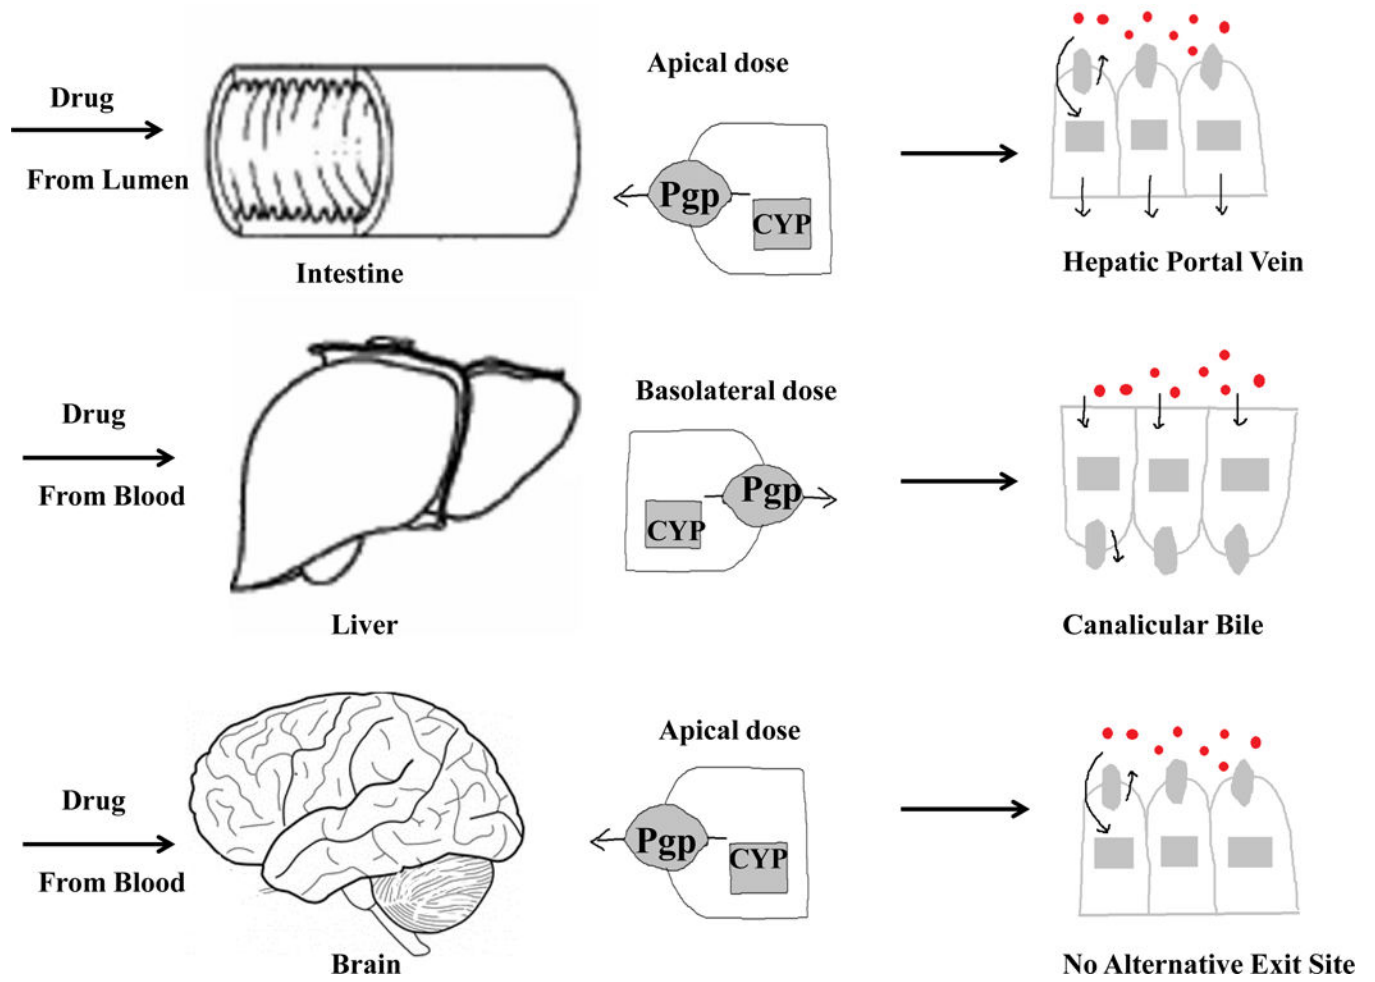 Drug
From Lumen
Intestine
Apical dose
Pgp
CYP
Hepatic Portal Vein
Drug
From Blood
Liver
Basolateral dose
Pgp
CYP
Canalicular Bile
Drug
From Blood
Brain
Apical dose
Pgp
CYP
No Alternative Exit Site